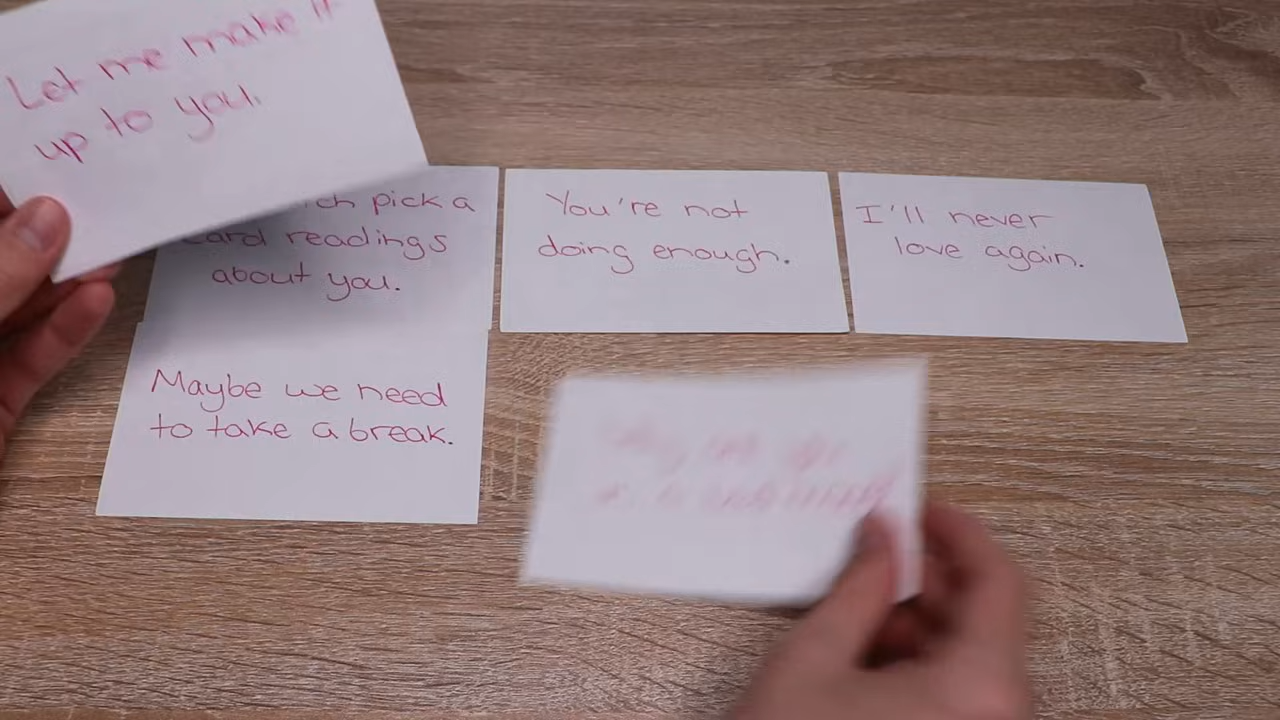 Let me make it
up to you.
pick a
card readings
about you.
You're not
doing enough.
I'll never
love again.
Maybe we need
to take a break.